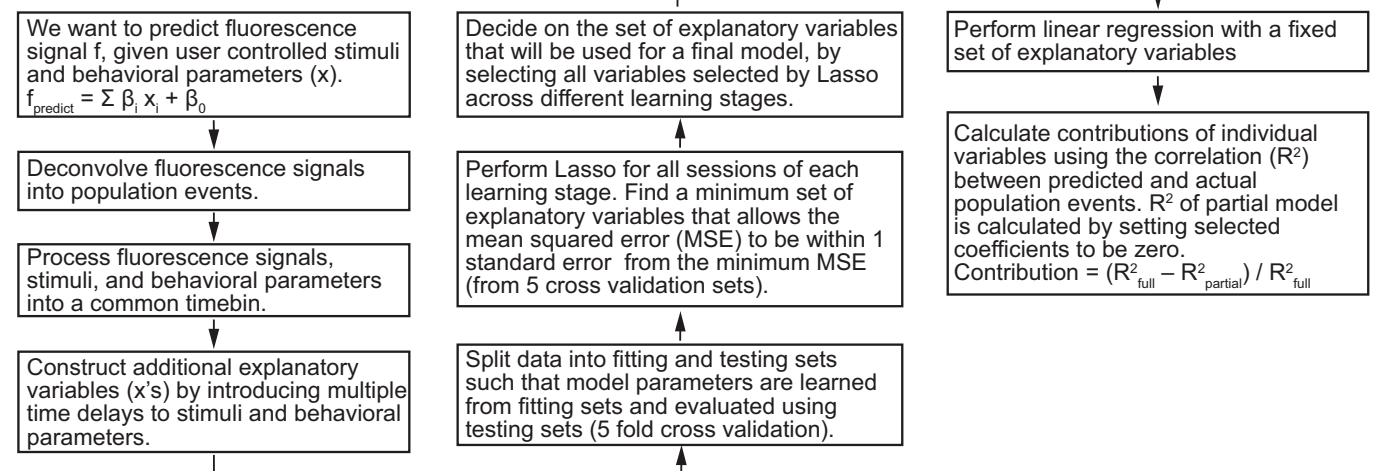 We want to predict fluorescence
signal f, given user controlled stimuli
and behavioral parameters (x).
f_predict = Σ β_i x_i + β_0
Deconvolve fluorescence signals
into population events.
Process fluorescence signals,
stimuli, and behavioral parameters
into a common timebin.
Construct additional explanatory
variables (x's) by introducing multiple
time delays to stimuli and behavioral
parameters.
Split data into fitting and testing sets
such that model parameters are learned
from fitting sets and evaluated using
testing sets (5 fold cross validation).
Perform Lasso for all sessions of each
learning stage. Find a minimum set of
explanatory variables that allows the
mean squared error (MSE) to be within 1
standard error from the minimum MSE
(from 5 cross validation sets).
Decide on the set of explanatory variables
that will be used for a final model, by
selecting all variables selected by Lasso
across different learning stages.
Perform linear regression with a fixed
set of explanatory variables
Calculate contributions of individual
variables using the correlation (R²)
between predicted and actual
population events. R² of partial model
is calculated by setting selected
coefficients to be zero.
Contribution = (R²_full – R²_partial) / R²_full